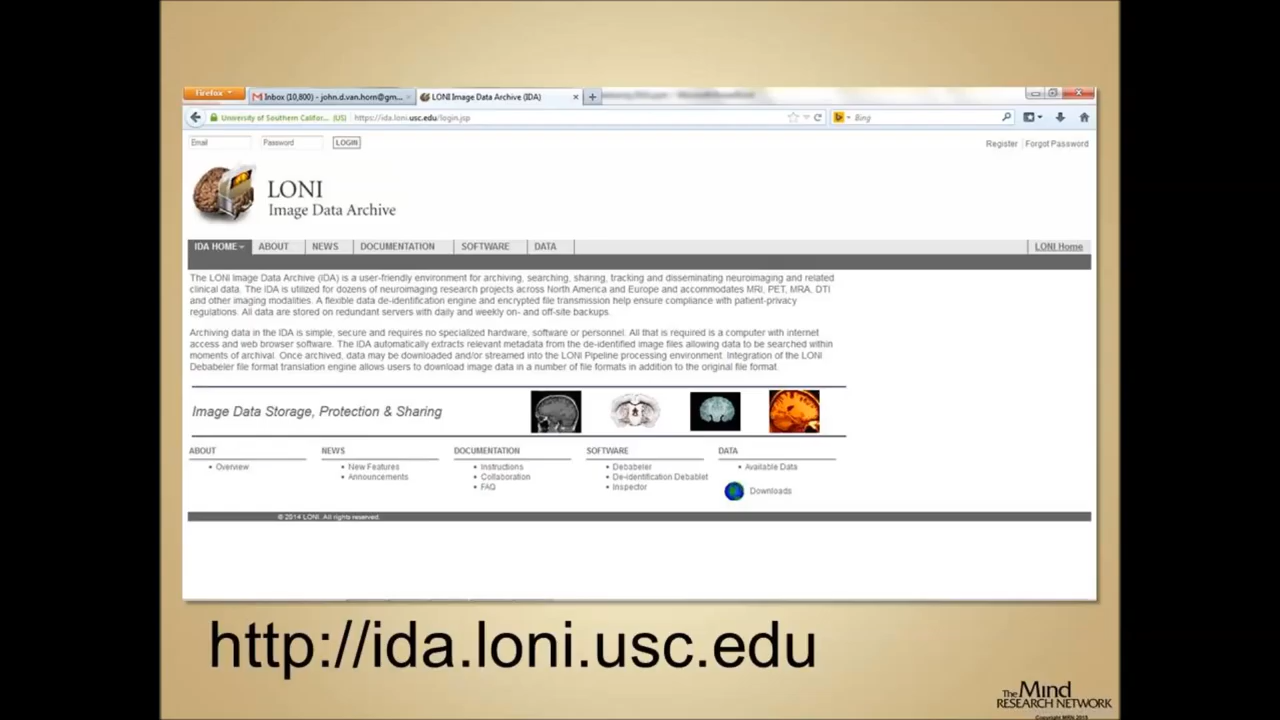 Firefox
Inbox (10,800) - john.d.van.horn@gm...
LONI Image Data Archive (IDA)
University of Southern Califor... (US)
https://ida.loni.usc.edu/login.jsp
Bing
Email
Password
LOGIN
Register
Forgot Password
LONI
Image Data Archive
IDA HOME
ABOUT
NEWS
DOCUMENTATION
SOFTWARE
DATA
LONI Home
The LONI Image Data Archive (IDA) is a user-friendly environment for archiving, searching, sharing, tracking and disseminating neuroimaging and related
clinical data. The IDA is utilized for dozens of neuroimaging research projects across North America and Europe and accommodates MRI, PET, MRA, DTI
and other imaging modalities. A flexible data de-identification engine and encrypted file transmission help ensure compliance with patient-privacy
regulations. All data are stored on redundant servers with daily and weekly on- and off-site backups.
Archiving data in the IDA is simple, secure and requires no specialized hardware, software or personnel. All that is required is a computer with internet
access and web browser software. The IDA automatically extracts relevant metadata from the de-identified image files allowing data to be searched within
moments of archival. Once archived, data may be downloaded and/or streamed into the LONI Pipeline processing environment. Integration of the LONI
Debabeler file format translation engine allows users to download image data in a number of file formats in addition to the original file format.
Image Data Storage, Protection & Sharing
ABOUT
• Overview
NEWS
• New Features
• Announcements
DOCUMENTATION
• Instructions
• Collaboration
• FAQ
SOFTWARE
• Debabeler
• De-identification Debablet
• Inspector
DATA
• Available Data
Downloads
© 2014 LONI. All rights reserved.
http://ida.loni.usc.edu
The Mind
RESEARCH NETWORK
Copyright MRN 2015